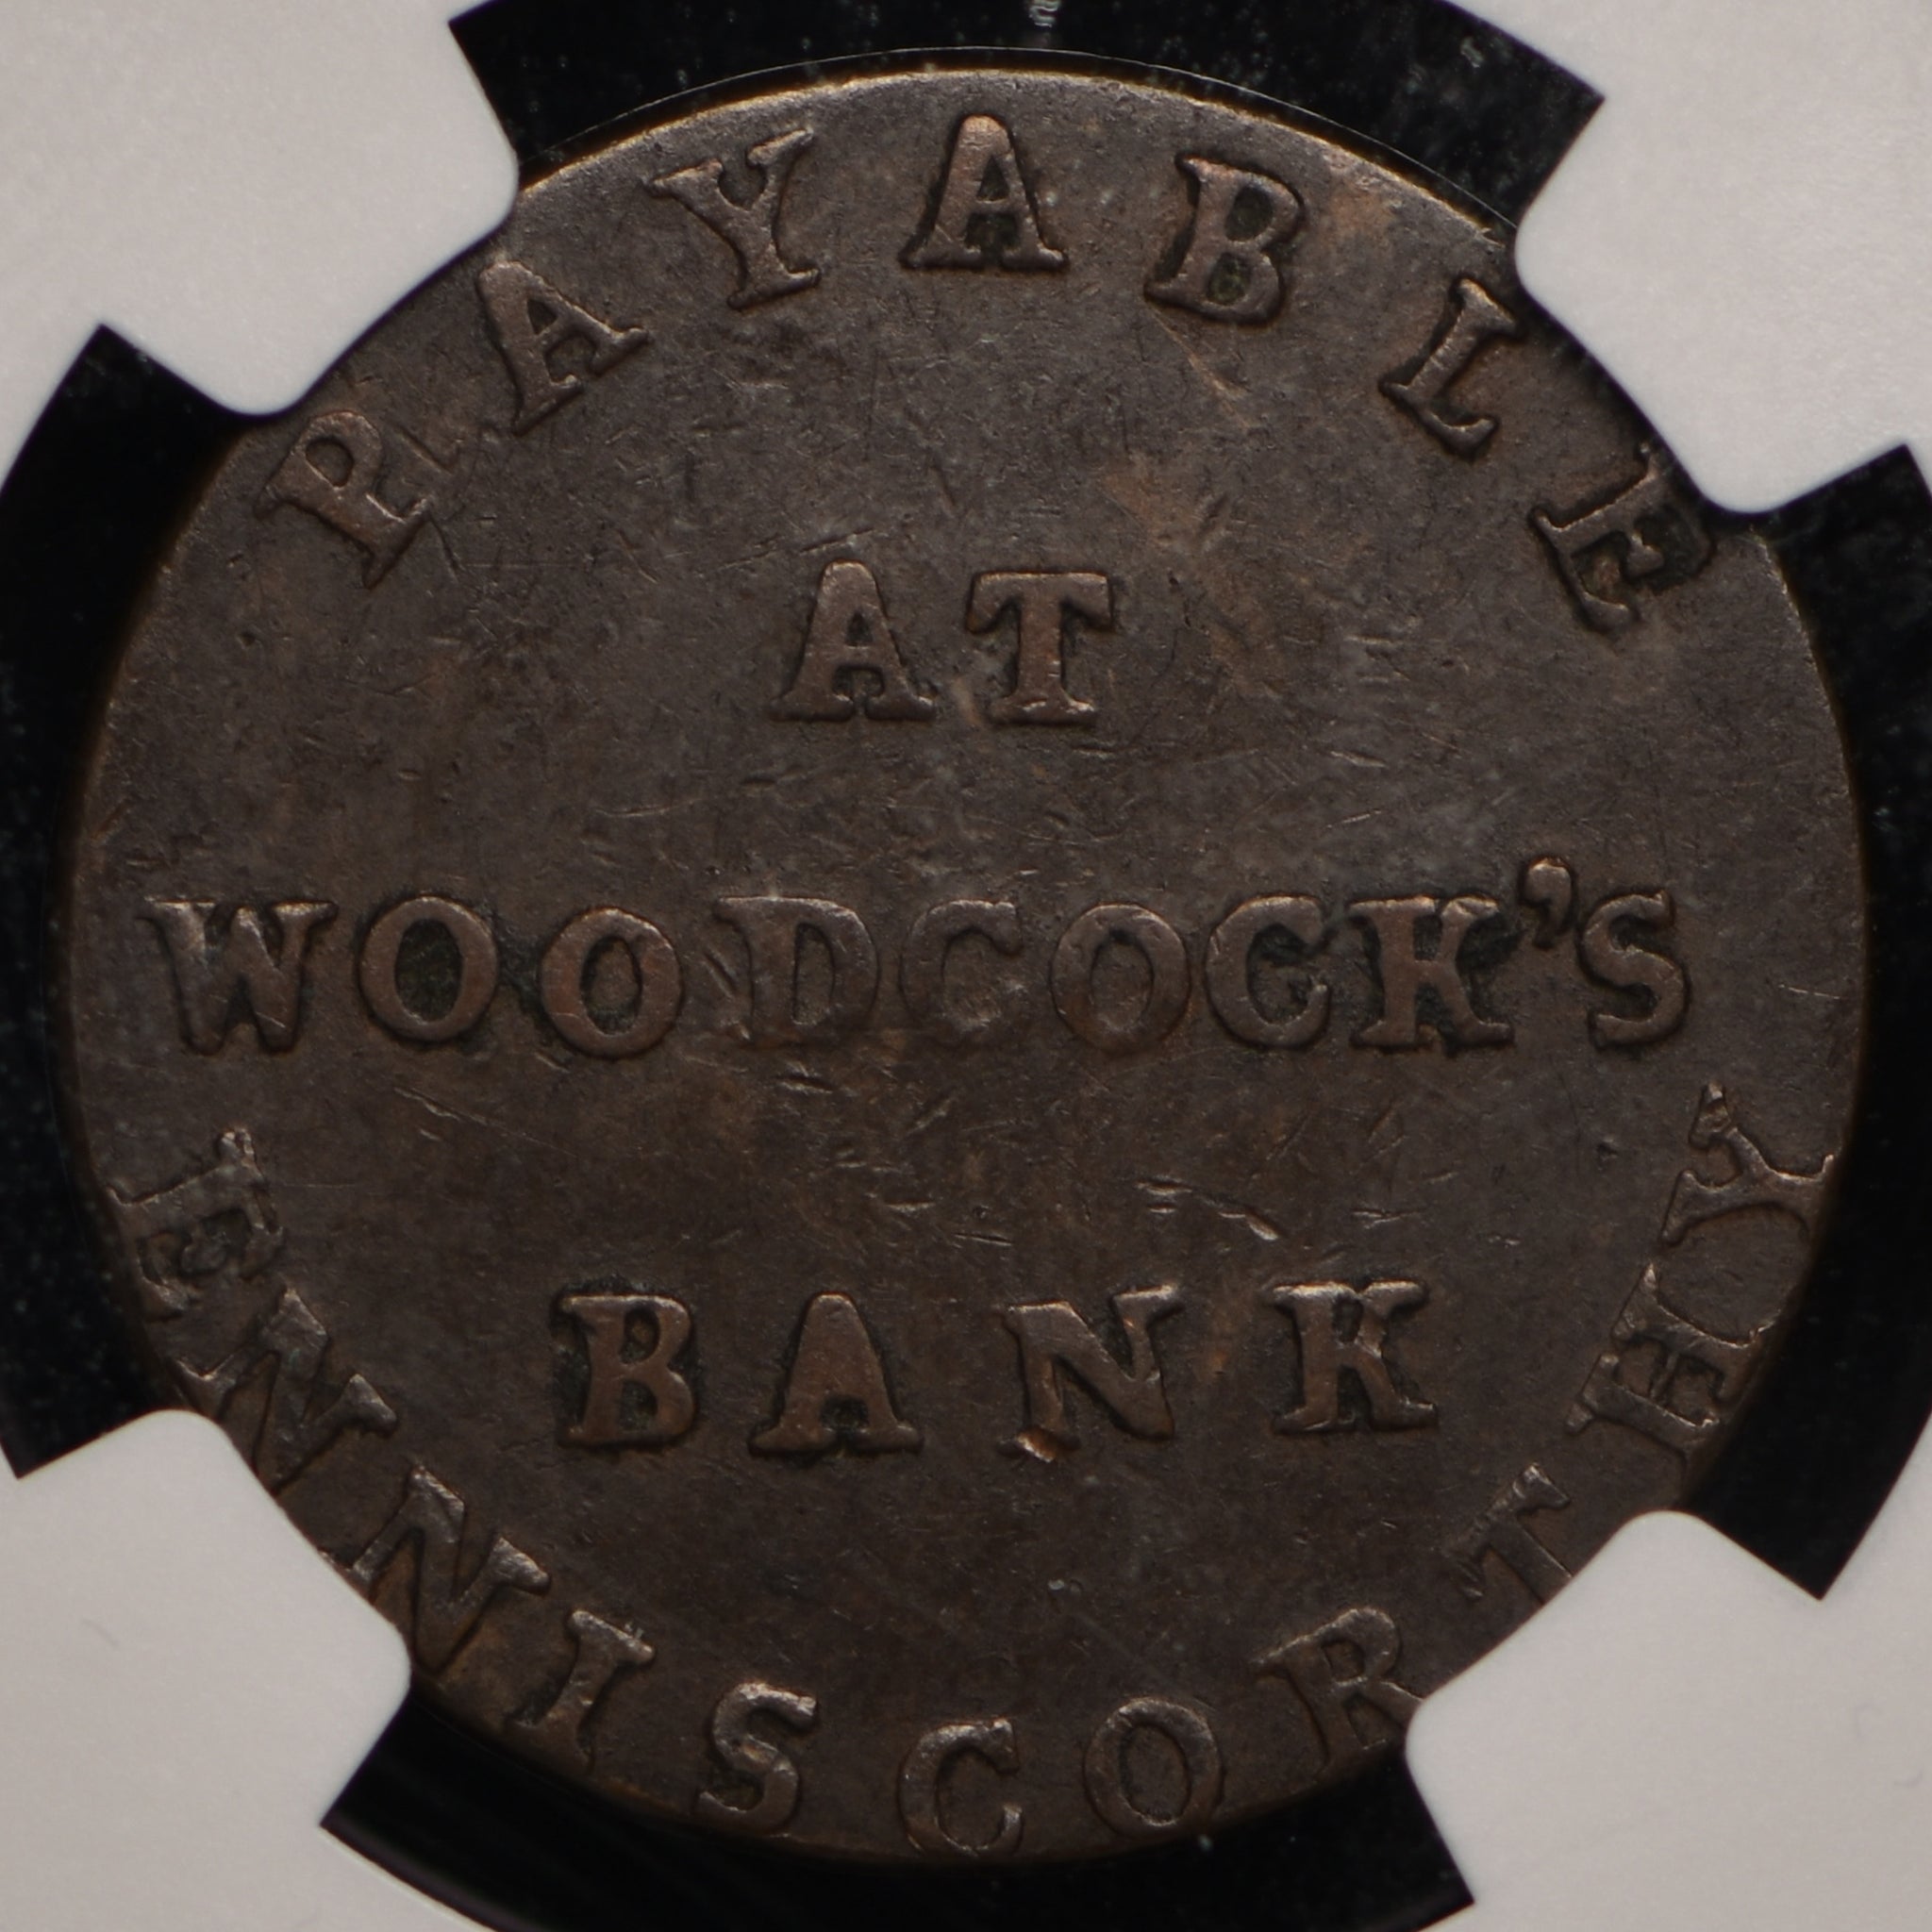 PAYABLE
AT
WOODCOCK'S
BANK
ENNISCORTHY